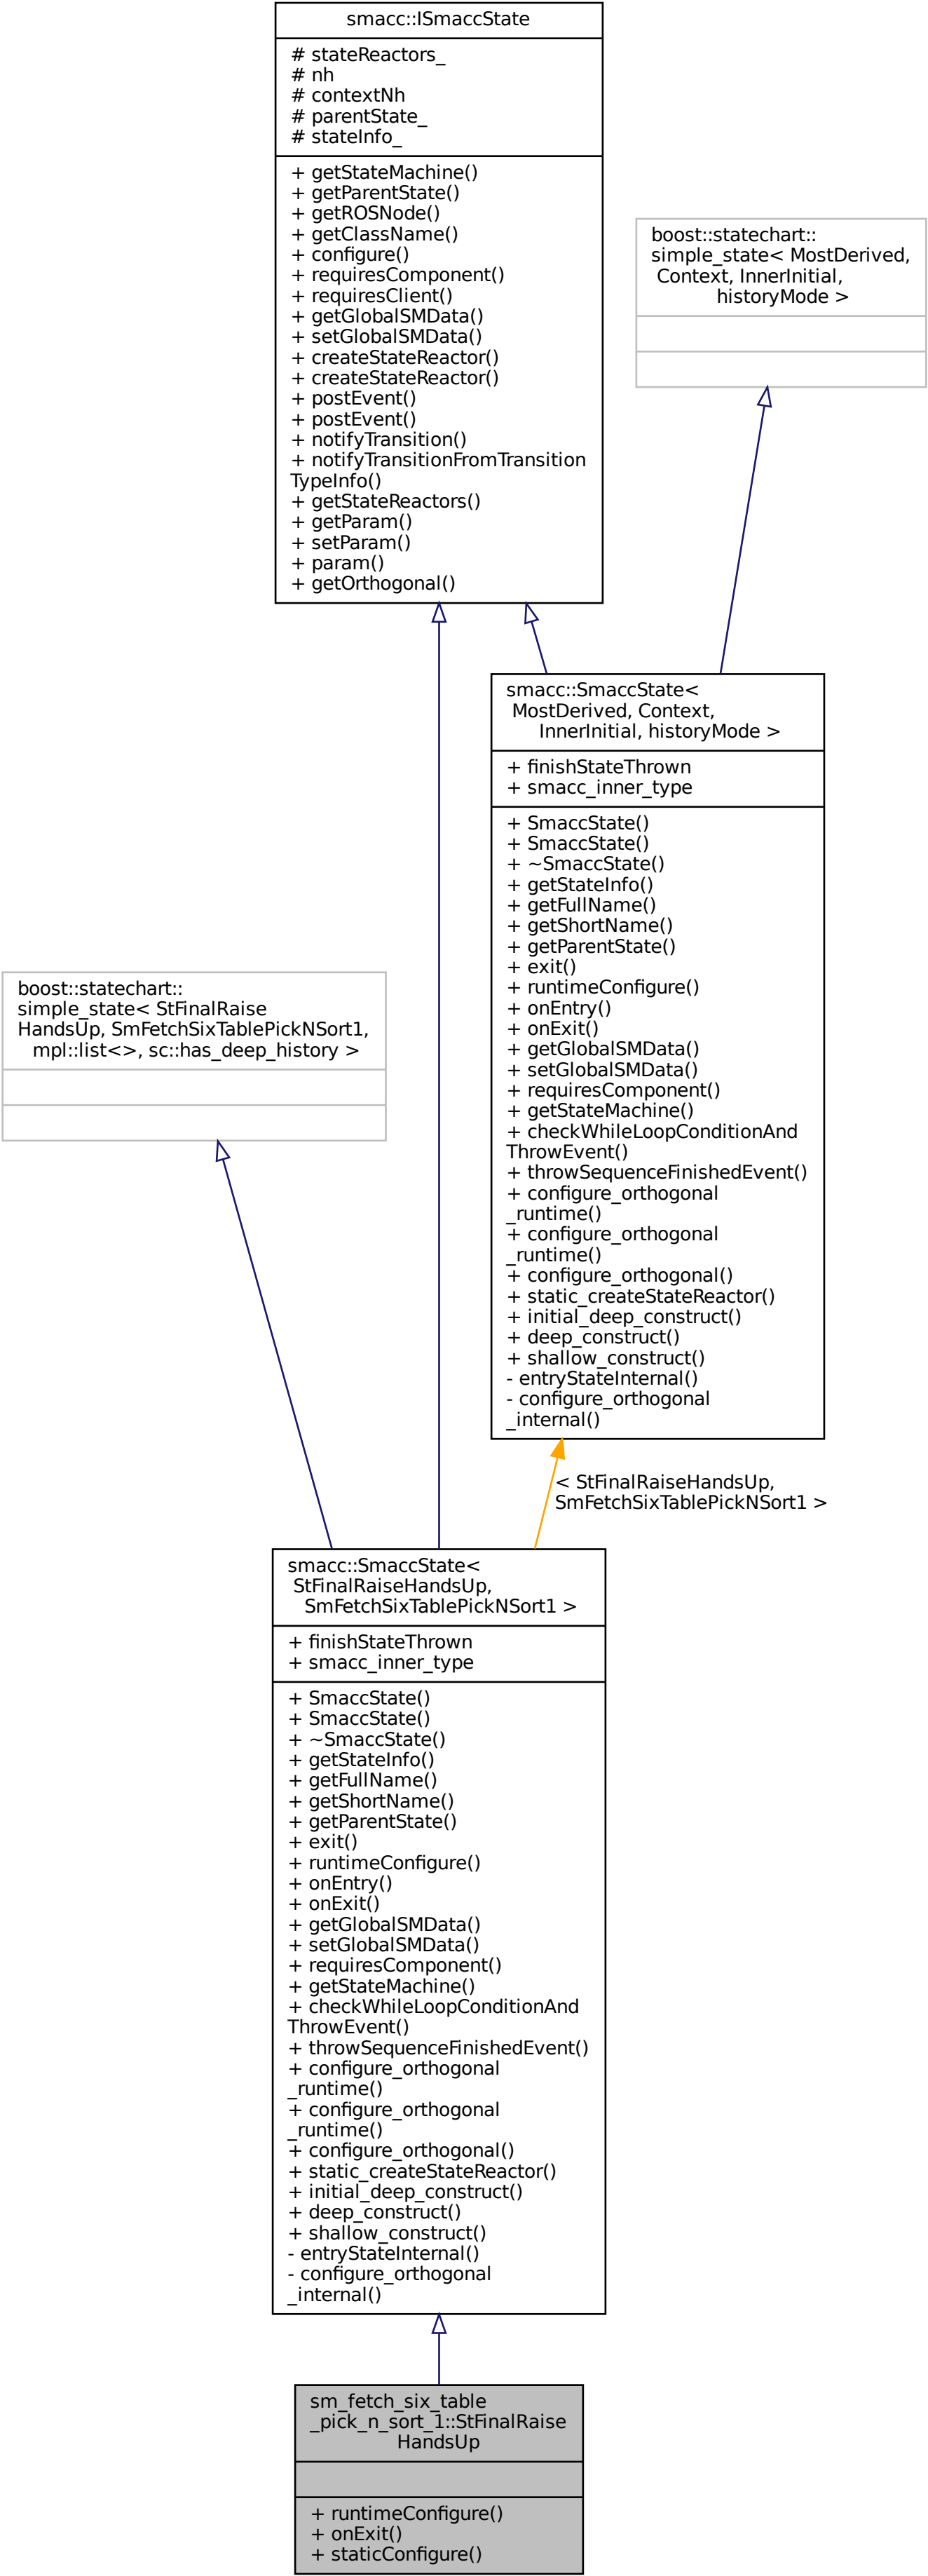 smacc::ISmaccState
# stateReactors_
# nh
# contextNh
# parentState_
# stateInfo_
+ getStateMachine()
+ getParentState()
+ getROSNode()
+ getClassName()
+ configure()
+ requiresComponent()
+ requiresClient()
+ getGlobalSMData()
+ setGlobalSMData()
+ createStateReactor()
+ createStateReactor()
+ postEvent()
+ postEvent()
+ notifyTransition()
+ notifyTransitionFromTransition
TypeInfo()
+ getStateReactors()
+ getParam()
+ setParam()
+ param()
+ getOrthogonal()
boost::statechart::
simple_state< MostDerived,
Context, InnerInitial,
historyMode >
smacc::SmaccState<
MostDerived, Context,
InnerInitial, historyMode >
+ finishStateThrown
+ smacc_inner_type
+ SmaccState()
+ SmaccState()
+ ~SmaccState()
+ getStateInfo()
+ getFullName()
+ getShortName()
+ getParentState()
+ exit()
+ runtimeConfigure()
+ onEntry()
+ onExit()
+ getGlobalSMData()
+ setGlobalSMData()
+ requiresComponent()
+ getStateMachine()
+ checkWhileLoopConditionAnd
ThrowEvent()
+ throwSequenceFinishedEvent()
+ configure_orthogonal
_runtime()
+ configure_orthogonal
_runtime()
+ configure_orthogonal()
+ static_createStateReactor()
+ initial_deep_construct()
+ deep_construct()
+ shallow_construct()
- entryStateInternal()
- configure_orthogonal
_internal()
boost::statechart::
simple_state< StFinalRaise
HandsUp, SmFetchSixTablePickNSort1,
mpl::list<>, sc::has_deep_history >
< StFinalRaiseHandsUp,
SmFetchSixTablePickNSort1 >
smacc::SmaccState<
StFinalRaiseHandsUp,
SmFetchSixTablePickNSort1 >
+ finishStateThrown
+ smacc_inner_type
+ SmaccState()
+ SmaccState()
+ ~SmaccState()
+ getStateInfo()
+ getFullName()
+ getShortName()
+ getParentState()
+ exit()
+ runtimeConfigure()
+ onEntry()
+ onExit()
+ getGlobalSMData()
+ setGlobalSMData()
+ requiresComponent()
+ getStateMachine()
+ checkWhileLoopConditionAnd
ThrowEvent()
+ throwSequenceFinishedEvent()
+ configure_orthogonal
_runtime()
+ configure_orthogonal
_runtime()
+ configure_orthogonal()
+ static_createStateReactor()
+ initial_deep_construct()
+ deep_construct()
+ shallow_construct()
- entryStateInternal()
- configure_orthogonal
_internal()
sm_fetch_six_table
_pick_n_sort_1::StFinalRaise
HandsUp
+ runtimeConfigure()
+ onExit()
+ staticConfigure()